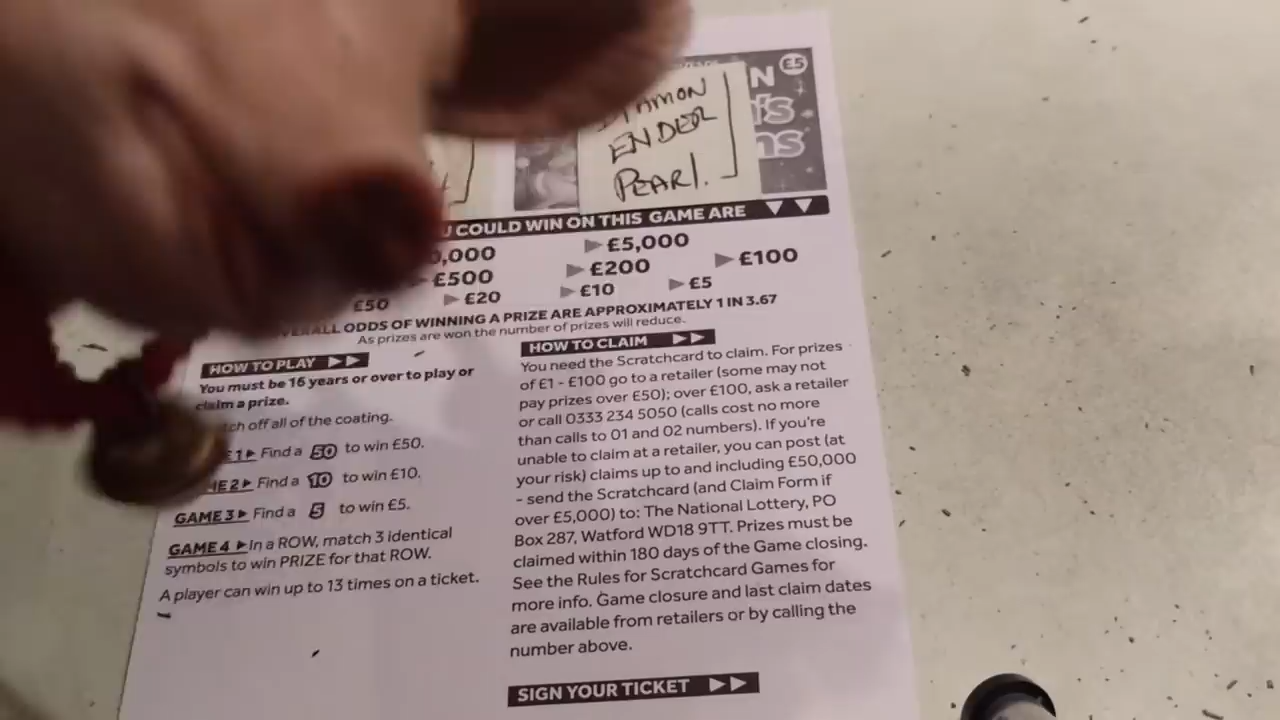 N £5
's
ns
ENDER
PEARL.
U COULD WIN ON THIS GAME ARE
0,000 £5,000
£500 £200 £100
£50 £20 £10 £5
OVERALL ODDS OF WINNING A PRIZE ARE APPROXIMATELY 1 IN 3.67
As prizes are won the number of prizes will reduce.
HOW TO PLAY
You must be 16 years or over to play or
claim a prize.
off all of the coating.
1 Find a 50 to win £50.
2 Find a 10 to win £10.
GAME 3 Find a 5 to win £5.
GAME 4 In a ROW, match 3 identical
symbols to win PRIZE for that ROW.
A player can win up to 13 times on a ticket.
HOW TO CLAIM
You need the Scratchcard to claim. For prizes
of £1 - £100 go to a retailer (some may not
pay prizes over £50); over £100, ask a retailer
or call 0333 234 5050 (calls cost no more
than calls to 01 and 02 numbers). If you're
unable to claim at a retailer, you can post (at
your risk) claims up to and including £50,000
- send the Scratchcard (and Claim Form if
over £5,000) to: The National Lottery, PO
Box 287, Watford WD18 9TT. Prizes must be
claimed within 180 days of the Game closing.
See the Rules for Scratchcard Games for
more info. Game closure and last claim dates
are available from retailers or by calling the
number above.
SIGN YOUR TICKET